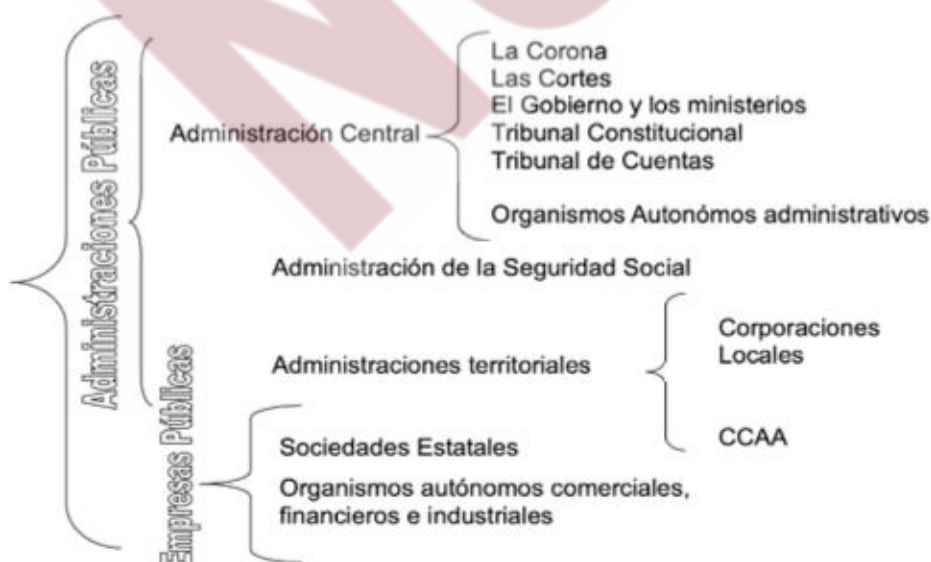 Administraciones Públicas
Administración Central
La Corona
Las Cortes
El Gobierno y los ministerios
Tribunal Constitucional
Tribunal de Cuentas
Organismos Autonómos administrativos
Administración de la Seguridad Social
Administraciones territoriales
Corporaciones
Locales
CCAA
Empresas Públicas
Sociedades Estatales
Organismos autónomos comerciales,
financieros e industriales